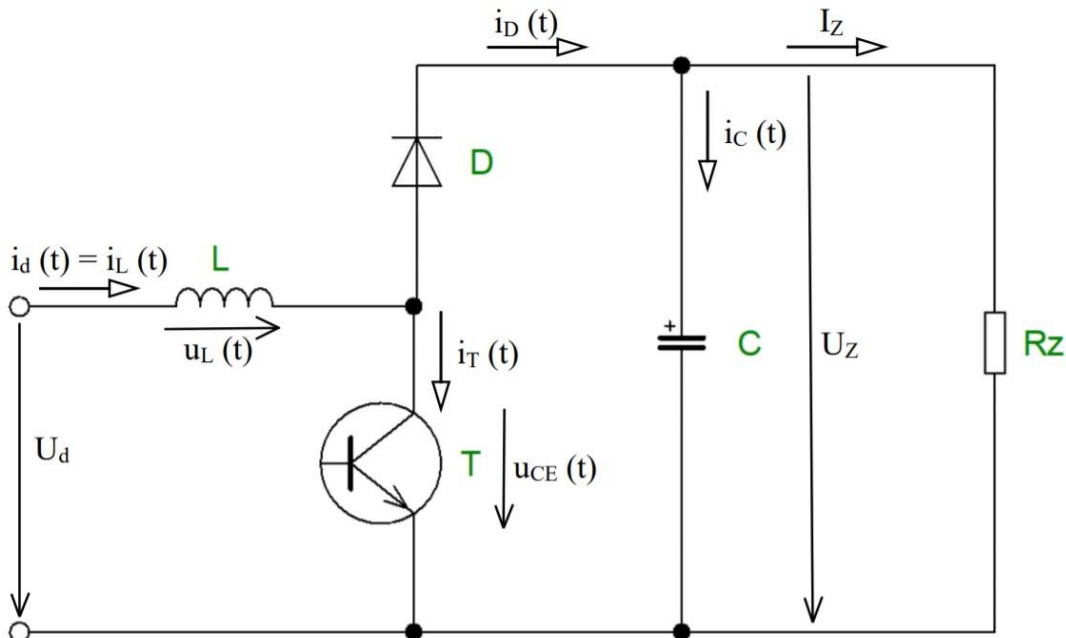 iD (t)
IZ
iC (t)
D
id (t) = iL (t)
L
uL (t)
iT (t)
+
C
UZ
Rz
Ud
T
uCE (t)